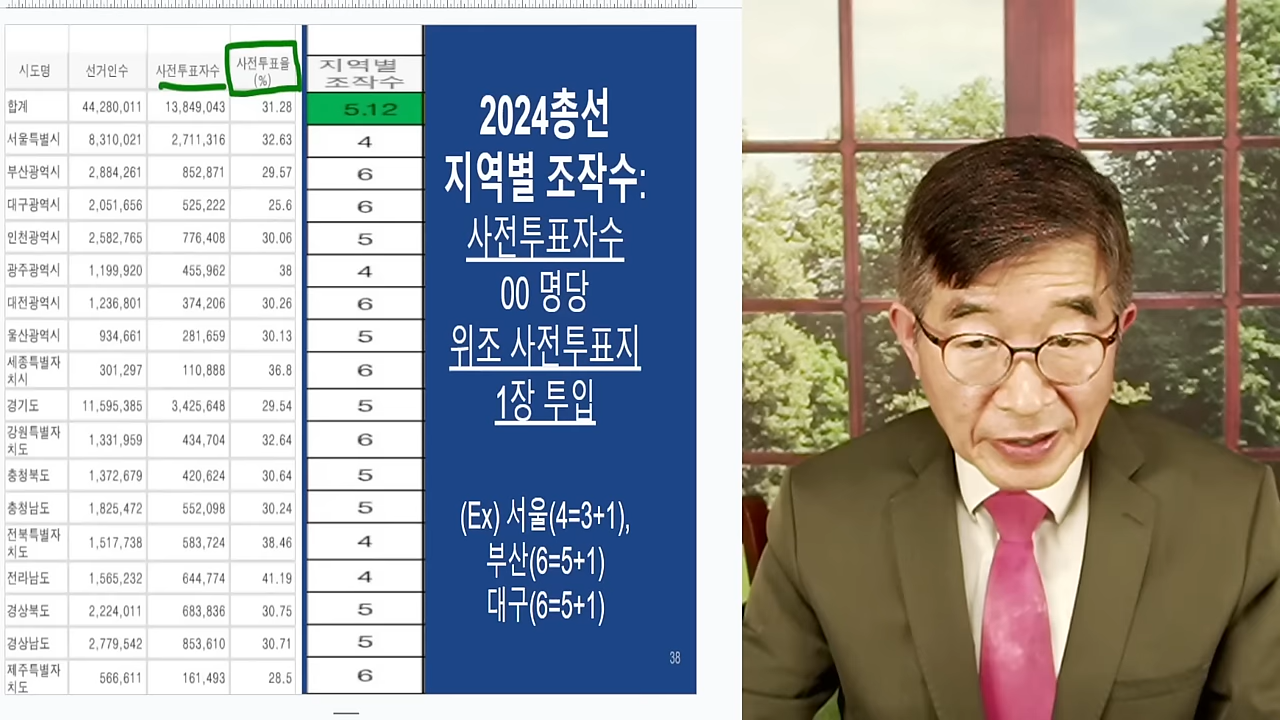 시도명 선거인수 사전투표자수 사전투표율 (%) 지역별 조작수
합계 44,280,011 13,849,043 31.28 5.12
서울특별시 8,310,021 2,711,316 32.63 4
부산광역시 2,884,261 852,871 29.57 6
대구광역시 2,051,656 525,222 25.6 6
인천광역시 2,582,765 776,408 30.06 5
광주광역시 1,199,920 455,962 38 4
대전광역시 1,236,801 374,206 30.26 6
울산광역시 934,661 281,659 30.13 5
세종특별자치시 301,297 110,888 36.8 6
경기도 11,595,385 3,425,648 29.54 5
강원특별자치도 1,331,959 434,704 32.64 6
충청북도 1,372,679 420,624 30.64 5
충청남도 1,825,472 552,098 30.24 5
전북특별자치도 1,517,738 583,724 38.46 4
전라남도 1,565,232 644,774 41.19 4
경상북도 2,224,011 683,836 30.75 5
경상남도 2,779,542 853,610 30.71 5
제주특별자치도 566,611 161,493 28.5 6
2024총선
지역별 조작수:
사전투표자수
00 명당
위조 사전투표지
1장 투입
(Ex) 서울(4=3+1),
부산(6=5+1)
대구(6=5+1)
38